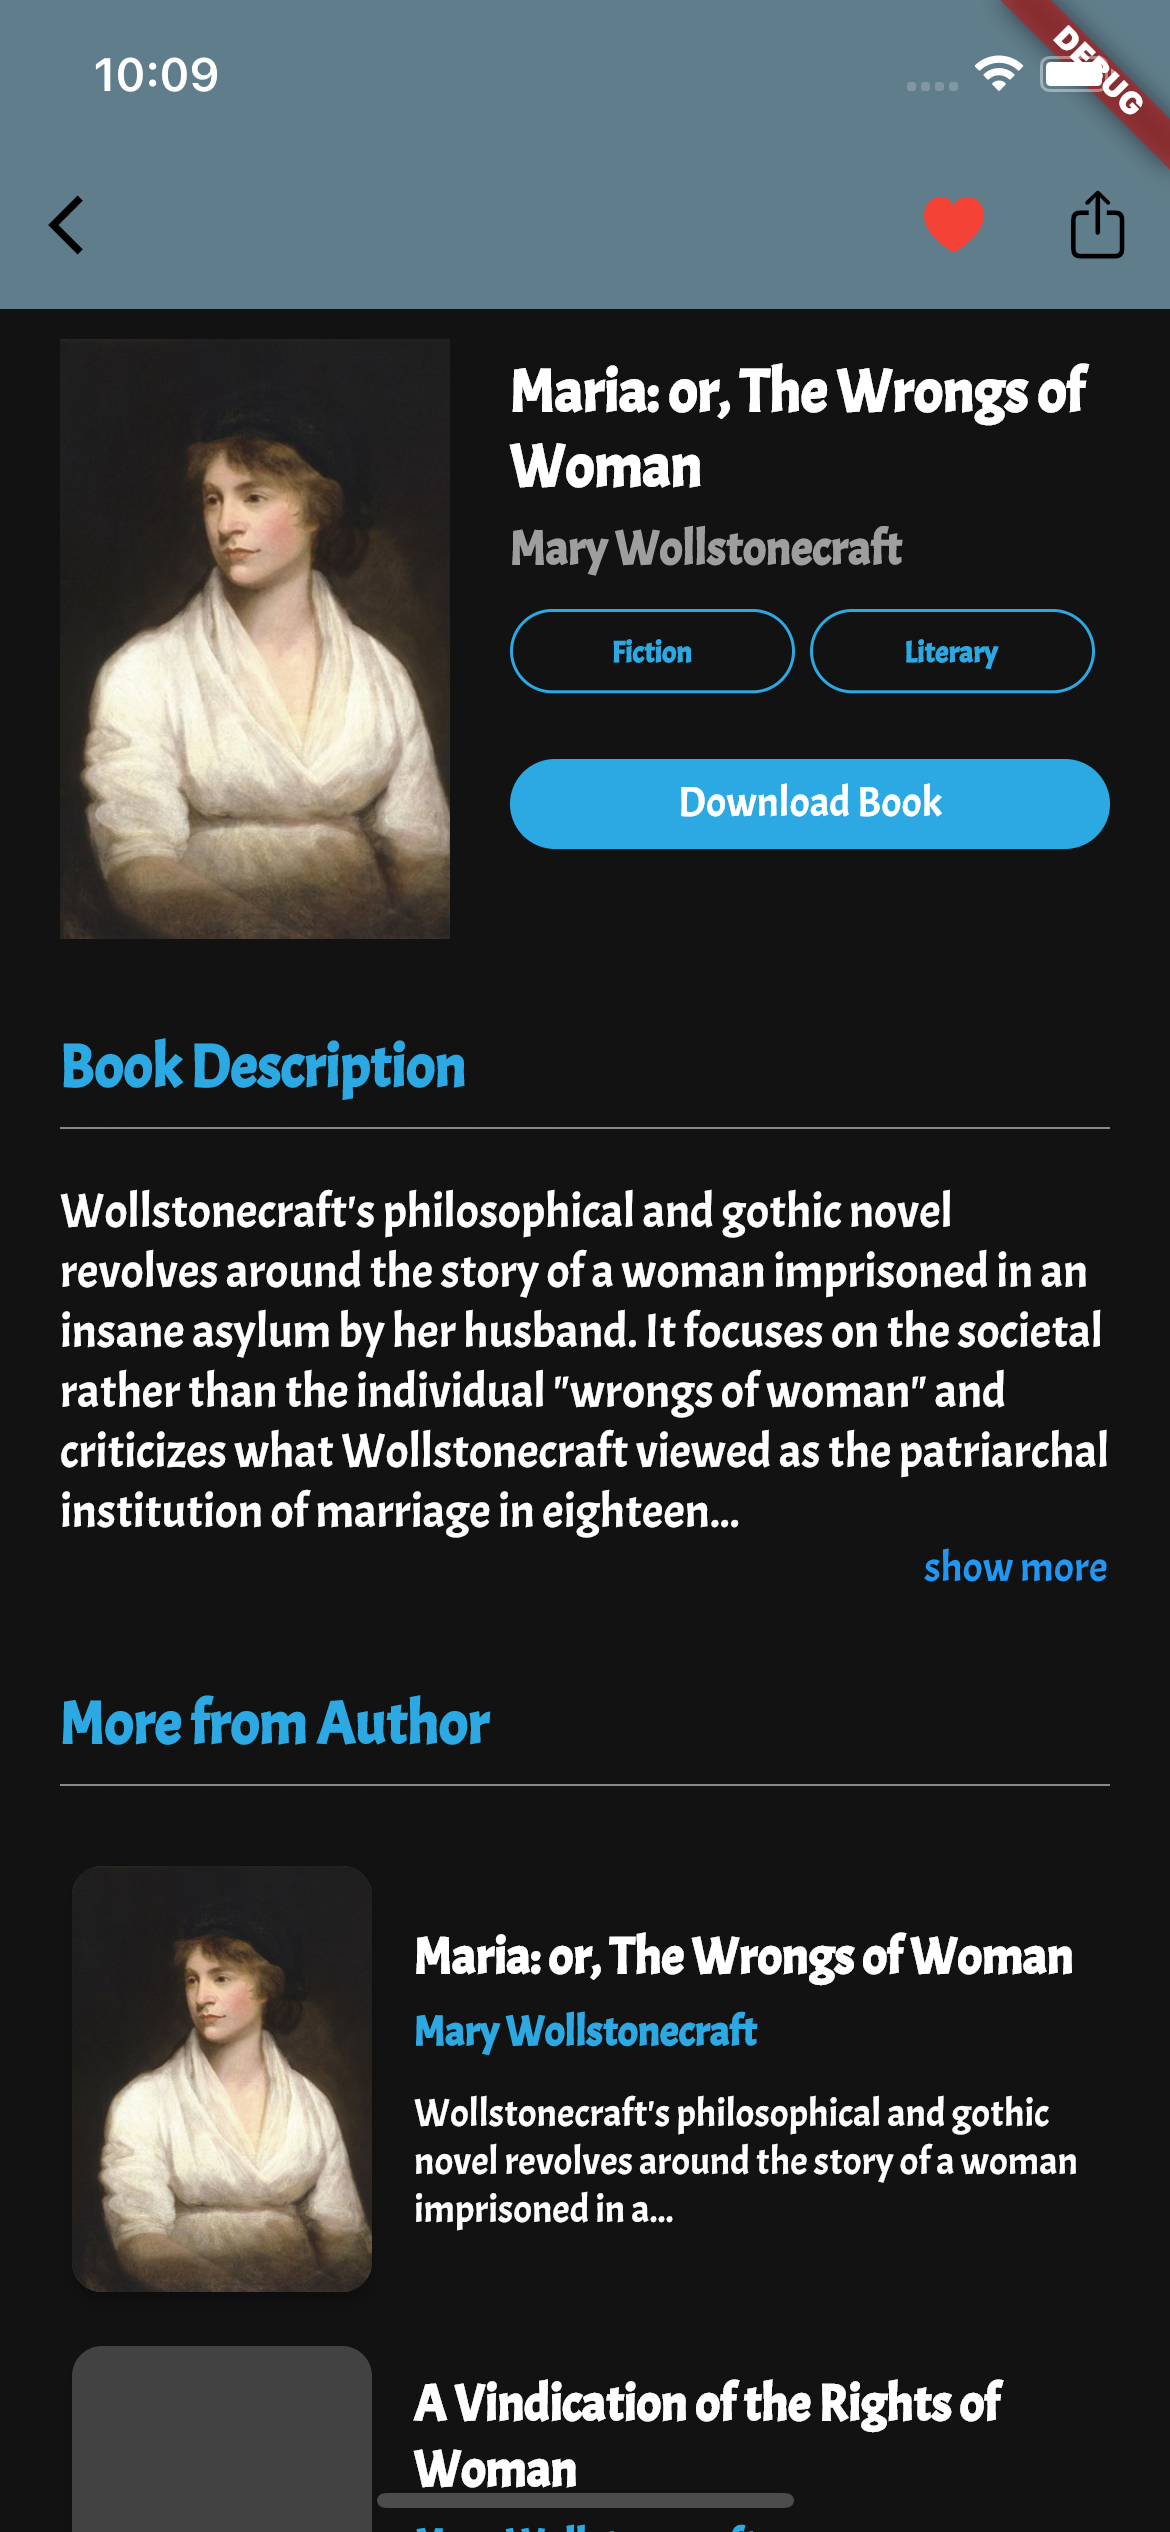 10:09
DEBUG
Maria: or, The Wrongs of
Woman
Mary Wollstonecraft
Fiction
Literary
Download Book
Book Description
Wollstonecraft's philosophical and gothic novel
revolves around the story of a woman imprisoned in an
insane asylum by her husband. It focuses on the societal
rather than the individual "wrongs of woman" and
criticizes what Wollstonecraft viewed as the patriarchal
institution of marriage in eighteen...
show more
More from Author
Maria: or, The Wrongs of Woman
Mary Wollstonecraft
Wollstonecraft's philosophical and gothic
novel revolves around the story of a woman
imprisoned in a...
A Vindication of the Rights of
Woman